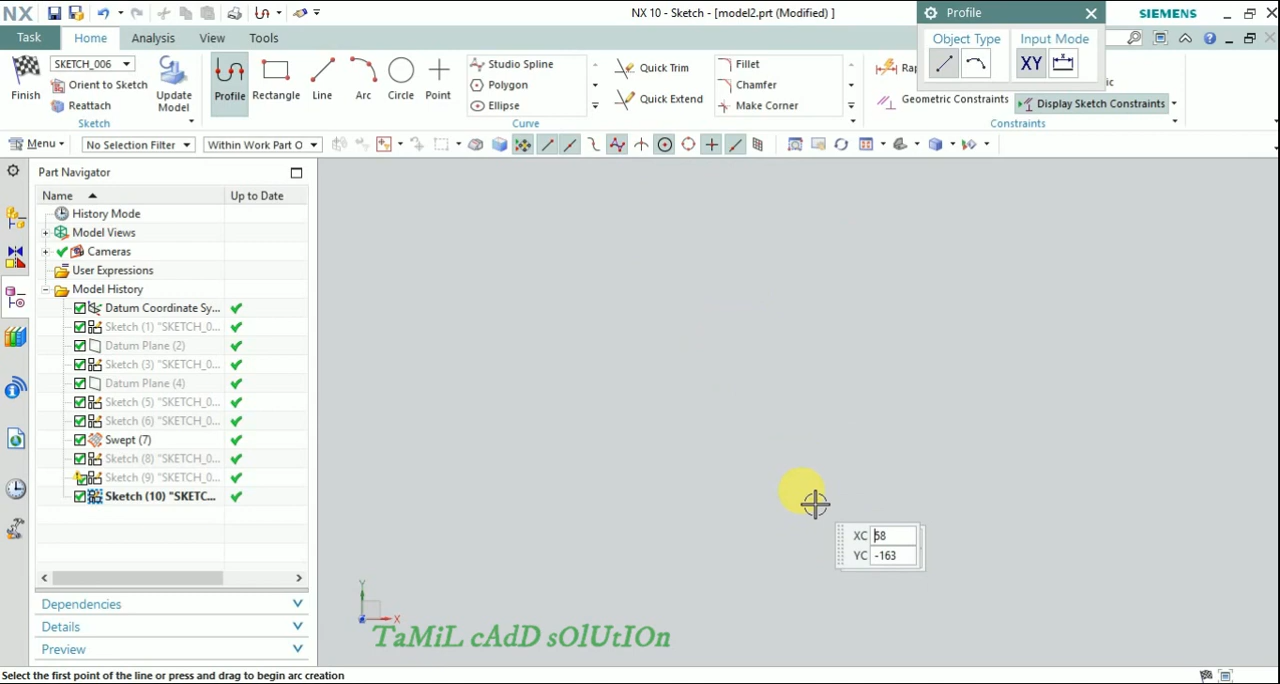 NX
NX 10 - Sketch - [model2.prt (Modified) ]
SIEMENS
Profile
Task
Home
Analysis
View
Tools
Object Type
Input Mode
XY
SKETCH_006
Orient to Sketch
Reattach
Finish
Update Model
Sketch
Profile
Rectangle
Line
Arc
Circle
Point
Studio Spline
Polygon
Ellipse
Quick Trim
Quick Extend
Fillet
Chamfer
Make Corner
Curve
Geometric Constraints
Display Sketch Constraints
Constraints
Menu
No Selection Filter
Within Work Part O
Part Navigator
Name
Up to Date
History Mode
Model Views
Cameras
User Expressions
Model History
Datum Coordinate Sy...
Sketch (1) "SKETCH_0...
Datum Plane (2)
Sketch (3) "SKETCH_0...
Datum Plane (4)
Sketch (5) "SKETCH_0...
Sketch (6) "SKETCH_0...
Swept (7)
Sketch (8) "SKETCH_0...
Sketch (9) "SKETCH_0...
Sketch (10) "SKETC...
Dependencies
Details
Preview
XC 58
YC -163
Y
X
TaMiL cAdD sOlUtIOn
Select the first point of the line or press and drag to begin arc creation